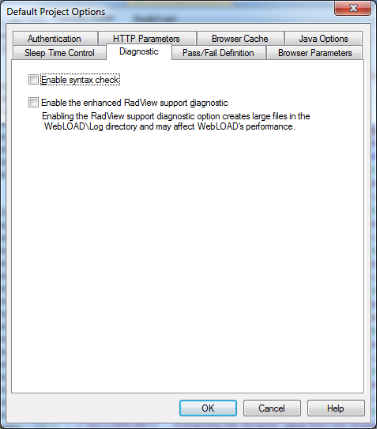 Default Project Options
Authentication HTTP Parameters Browser Cache Java Options
Sleep Time Control Diagnostic Pass/Fail Definition Browser Parameters
Enable syntax check
Enable the enhanced RadView support diagnostic
Enabling the RadView support diagnostic option creates large files in the
WebLOAD\Log directory and may affect WebLOAD's performance.
OK Cancel Help